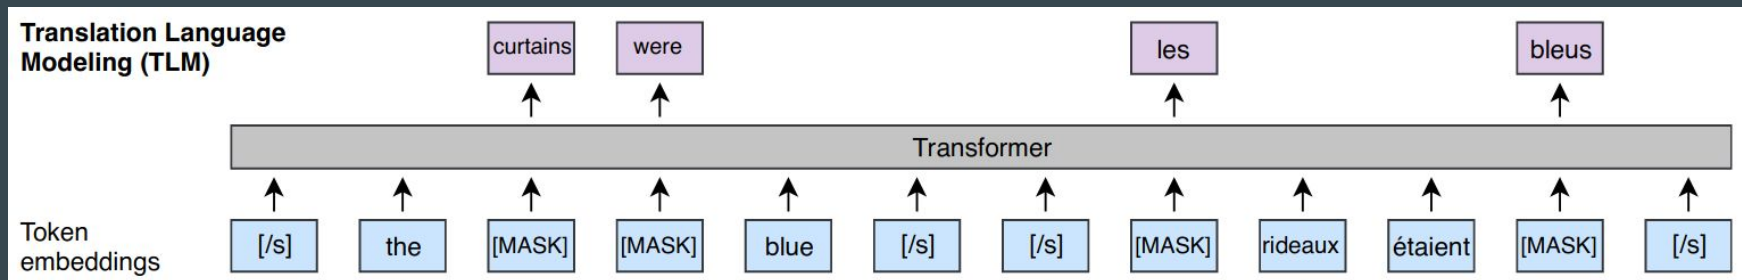 Translation Language
Modeling (TLM)
curtains were les bleus
Transformer
Token
embeddings
[/s] the [MASK] [MASK] blue [/s] [/s] [MASK] rideaux étaient [MASK] [/s]